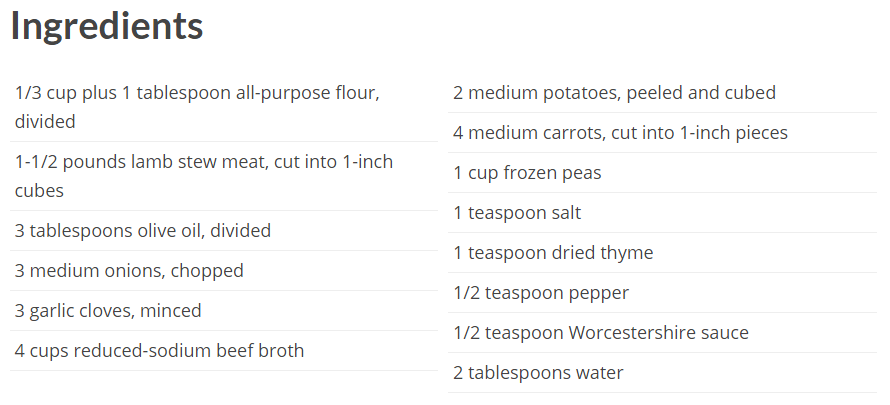 Ingredients
1/3 cup plus 1 tablespoon all-purpose flour,
divided
1-1/2 pounds lamb stew meat, cut into 1-inch
cubes
3 tablespoons olive oil, divided
3 medium onions, chopped
3 garlic cloves, minced
4 cups reduced-sodium beef broth
2 medium potatoes, peeled and cubed
4 medium carrots, cut into 1-inch pieces
1 cup frozen peas
1 teaspoon salt
1 teaspoon dried thyme
1/2 teaspoon pepper
1/2 teaspoon Worcestershire sauce
2 tablespoons water